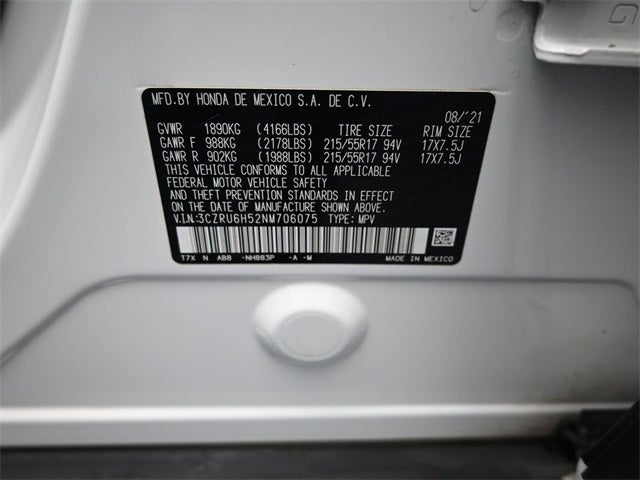 MFD.BY HONDA DE MEXICO S.A. DE C.V.
08/'21
GVWR 1890KG (4166LBS) TIRE SIZE RIM SIZE
GAWR F 988KG (2178LBS) 215/55R17 94V 17X7.5J
GAWR R 902KG (1988LBS) 215/55R17 94V 17X7.5J
THIS VEHICLE CONFORMS TO ALL APPLICABLE
FEDERAL MOTOR VEHICLE SAFETY
AND THEFT PREVENTION STANDARDS IN EFFECT
ON THE DATE OF MANUFACTURE SHOWN ABOVE.
V.I.N:3CZRU6H52NM706075 TYPE: MPV
T7X N AB8 -NH883P -A -M MADE IN MEXICO